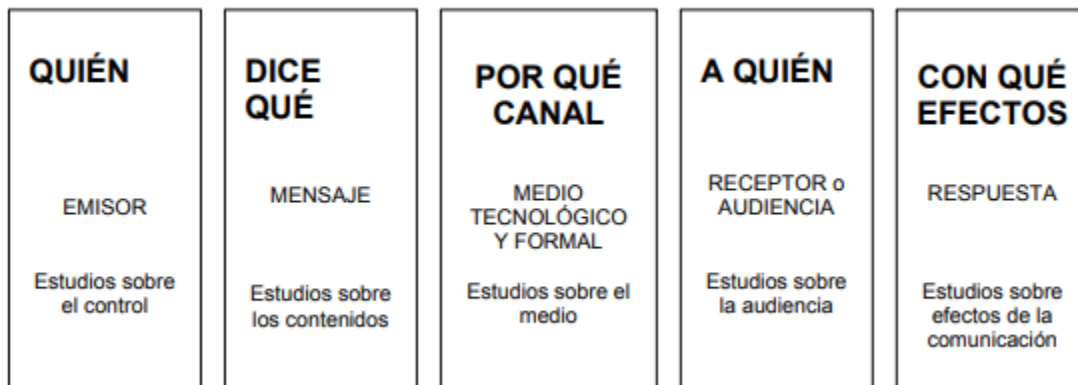 QUIÉN
EMISOR
Estudios sobre
el control
DICE
QUÉ
MENSAJE
Estudios sobre
los contenidos
POR QUÉ
CANAL
MEDIO
TECNOLÓGICO
Y FORMAL
Estudios sobre el
medio
A QUIÉN
RECEPTOR o
AUDIENCIA
Estudios sobre
la audiencia
CON QUÉ
EFECTOS
RESPUESTA
Estudios sobre
efectos de la
comunicación